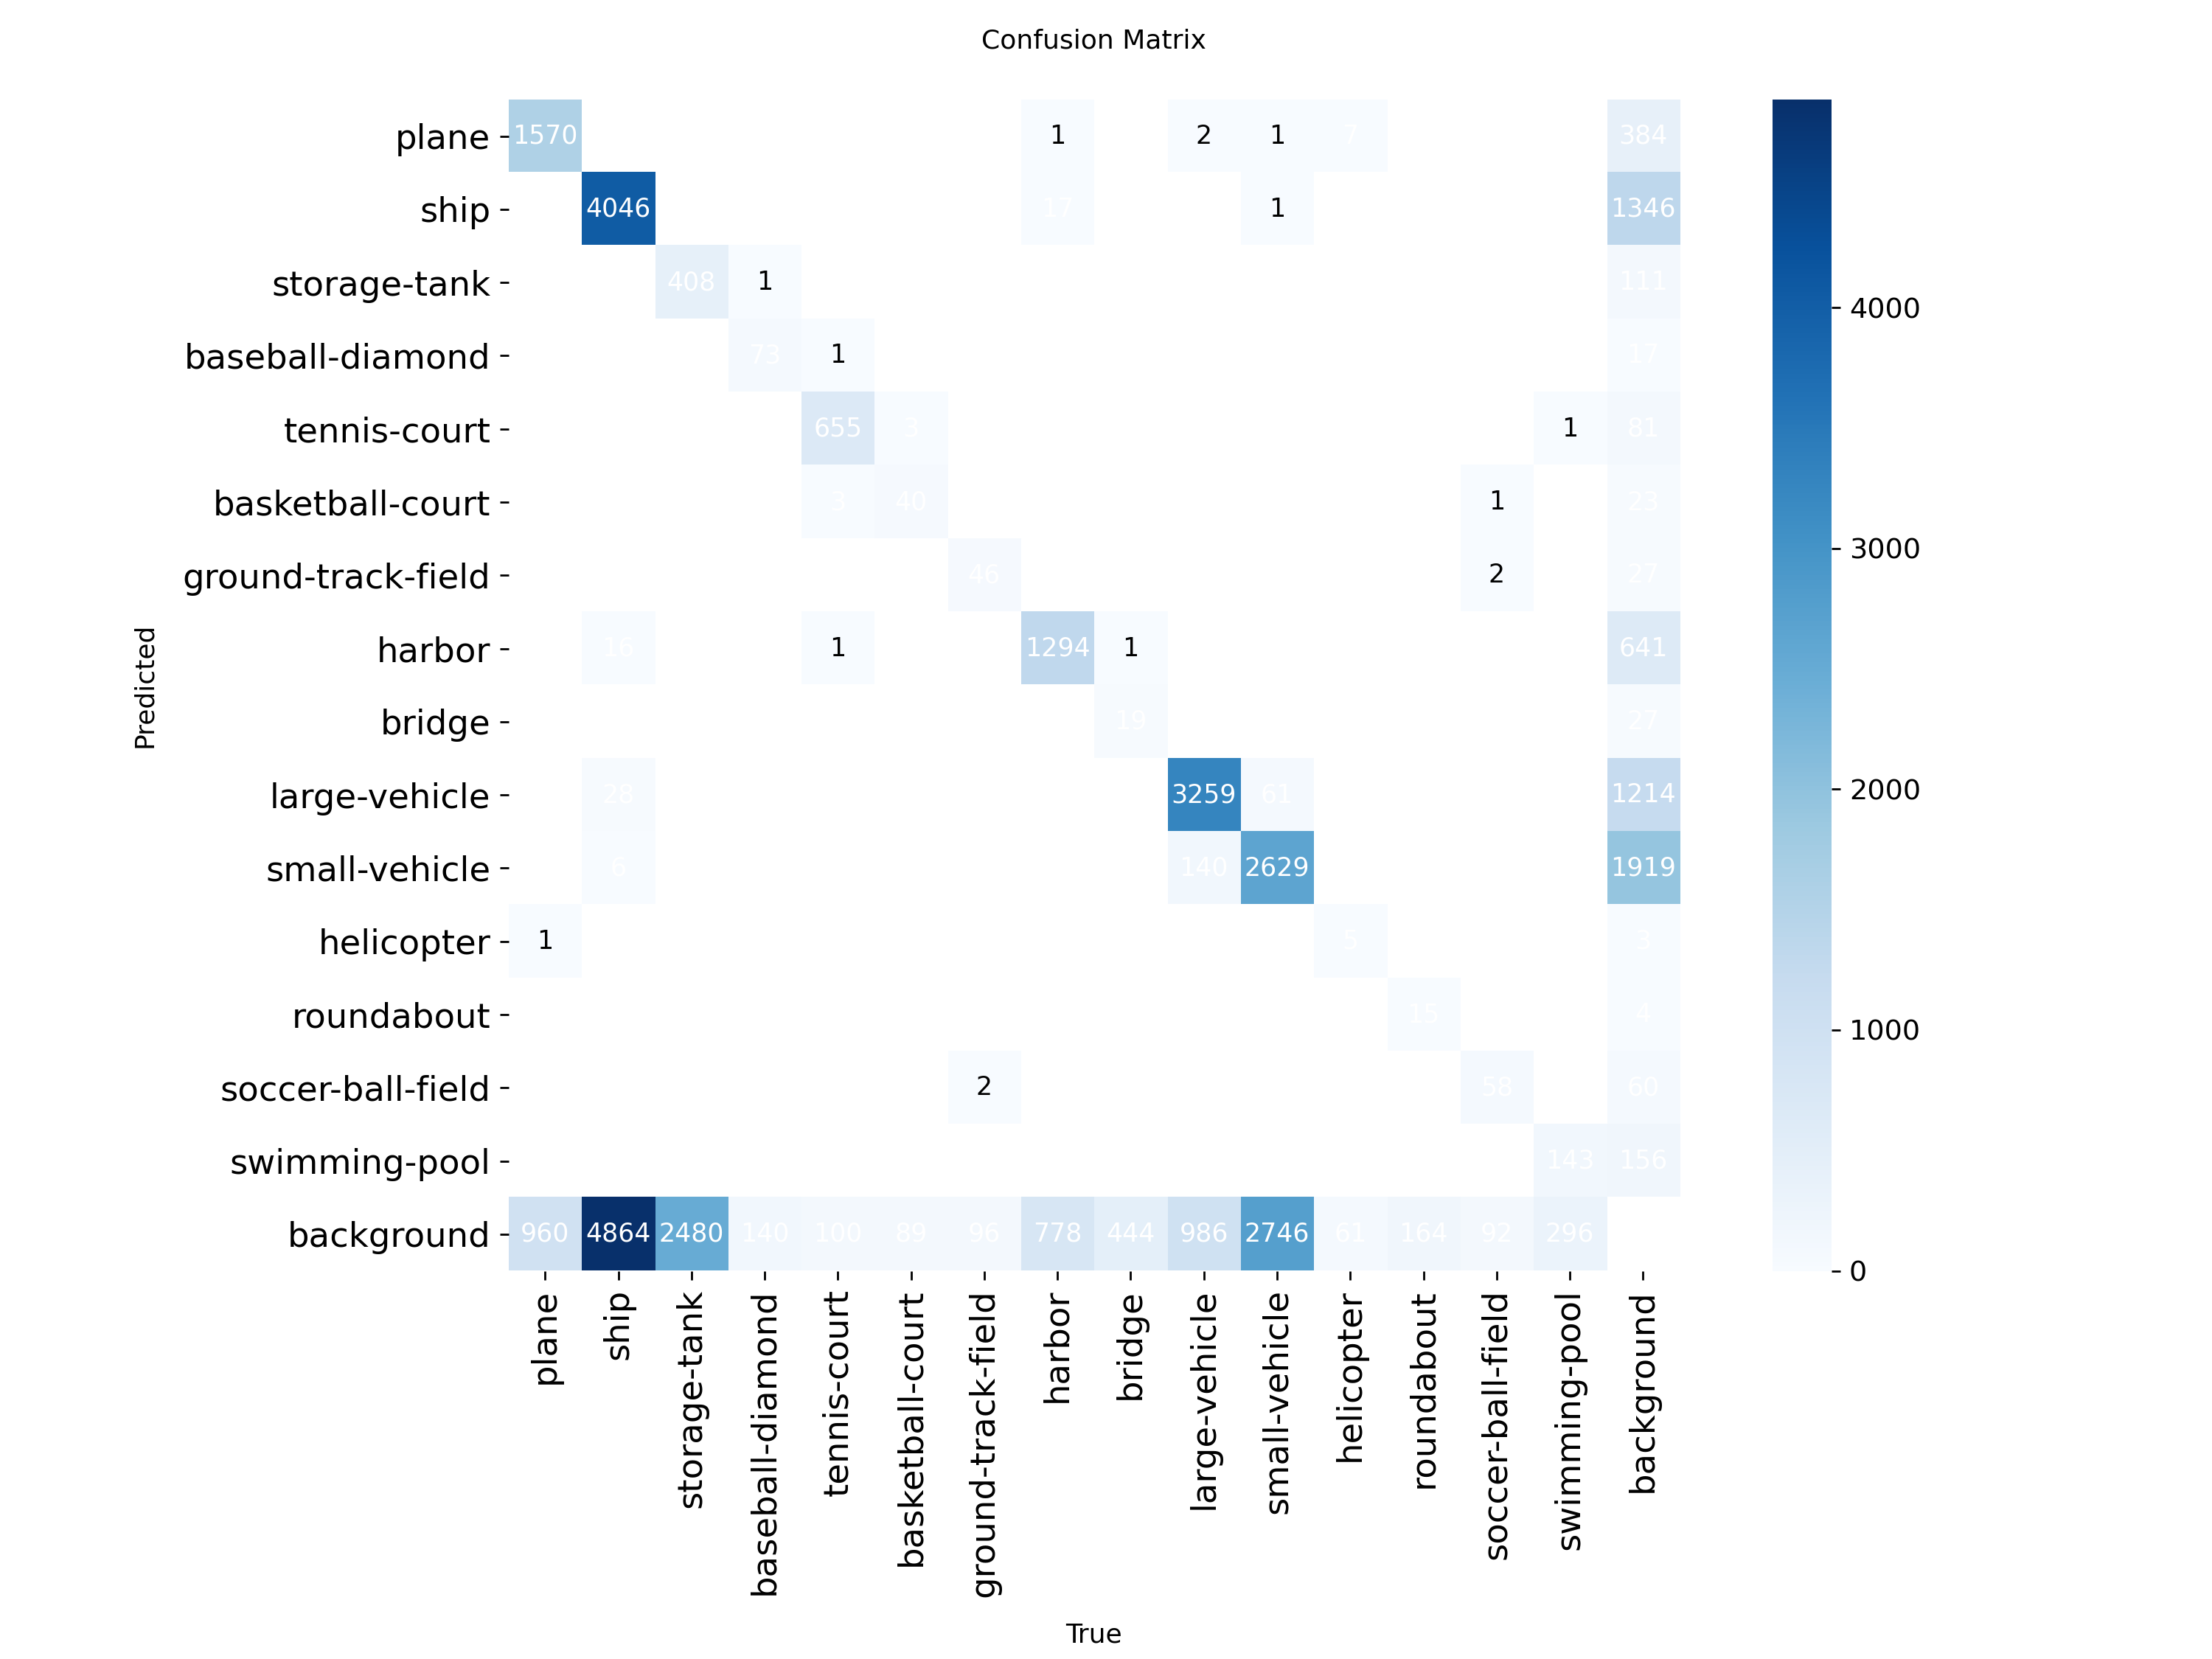 Confusion Matrix
plane 1570 1 2 1 7 384
ship 4046 17 1 1346
storage-tank 408 1 111
baseball-diamond 73 1 17
tennis-court 655 3 1 81
basketball-court 3 40 1 23
ground-track-field 46 2 27
harbor 16 1 1294 1 641
bridge 19 27
large-vehicle 28 3259 61 1214
small-vehicle 6 140 2629 1919
helicopter 1 5 3
roundabout 15 4
soccer-ball-field 2 58 60
swimming-pool 143 156
background 960 4864 2480 140 100 89 96 778 444 986 2746 61 164 92 296
Predicted
plane
ship
storage-tank
baseball-diamond
tennis-court
basketball-court
ground-track-field
harbor
bridge
large-vehicle
small-vehicle
helicopter
roundabout
soccer-ball-field
swimming-pool
background
True
4000
3000
2000
1000
0